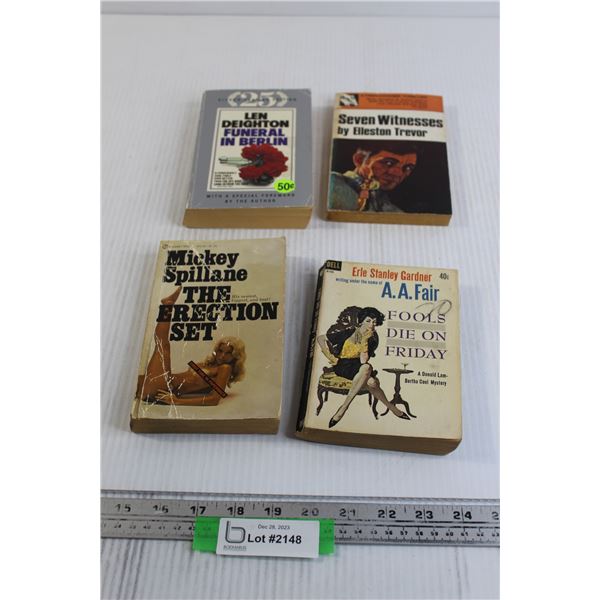 (25)
LEN
DEIGHTON
FUNERAL
IN BERLIN
50¢
WITH A SPECIAL FOREWORD
BY THE AUTHOR
Seven Witnesses
by Elleston Trevor
Mickey
Spillane
THE
ERECTION
SET
DELL
40c
Erle Stanley Gardner
writing under the name of
A.A. Fair
FOOLS
DIE ON
FRIDAY
A Donald Lam-
Bertha Cool Mystery
15 16 17 18 19 20 21 22 23 24 25
Dec 28, 2023
Lot #2148